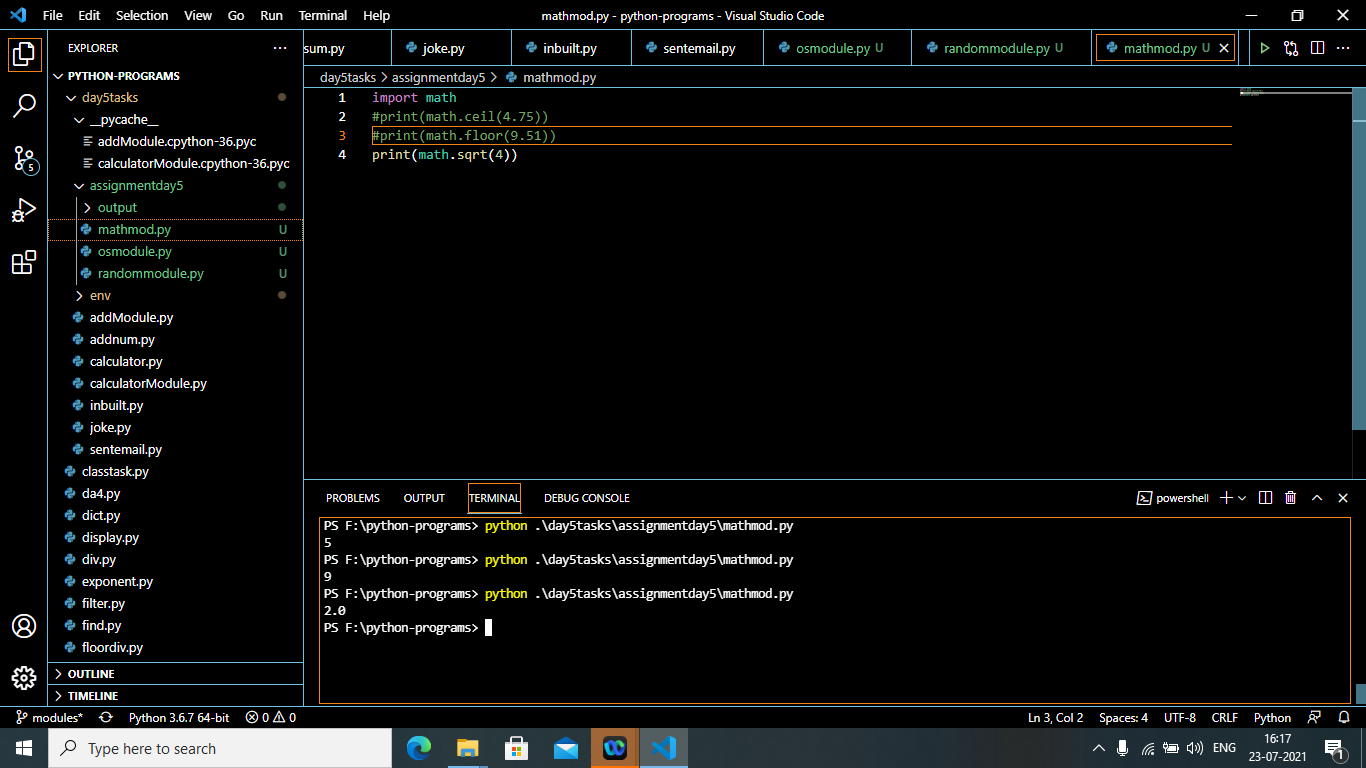 File Edit Selection View Go Run Terminal Help mathmod.py - python-programs - Visual Studio Code
EXPLORER ···
sum.py joke.py inbuilt.py sentemail.py osmodule.py U randommodule.py U mathmod.py U
PYTHON-PROGRAMS
day5tasks
__pycache__
addModule.cpython-36.pyc
calculatorModule.cpython-36.pyc
assignmentday5
output
mathmod.py U
osmodule.py U
randommodule.py U
env
addModule.py
addnum.py
calculator.py
calculatorModule.py
inbuilt.py
joke.py
sentemail.py
classtask.py
da4.py
dict.py
display.py
div.py
exponent.py
filter.py
find.py
floordiv.py
OUTLINE
TIMELINE
5
day5tasks > assignmentday5 > mathmod.py
1 import math
2 #print(math.ceil(4.75))
3 #print(math.floor(9.51))
4 print(math.sqrt(4))
PROBLEMS OUTPUT TERMINAL DEBUG CONSOLE powershell
PS F:\python-programs> python .\day5tasks\assignmentday5\mathmod.py
5
PS F:\python-programs> python .\day5tasks\assignmentday5\mathmod.py
9
PS F:\python-programs> python .\day5tasks\assignmentday5\mathmod.py
2.0
PS F:\python-programs>
modules* Python 3.6.7 64-bit 0 0 Ln 3, Col 2 Spaces: 4 UTF-8 CRLF Python
Type here to search
ENG
16:17
23-07-2021
1